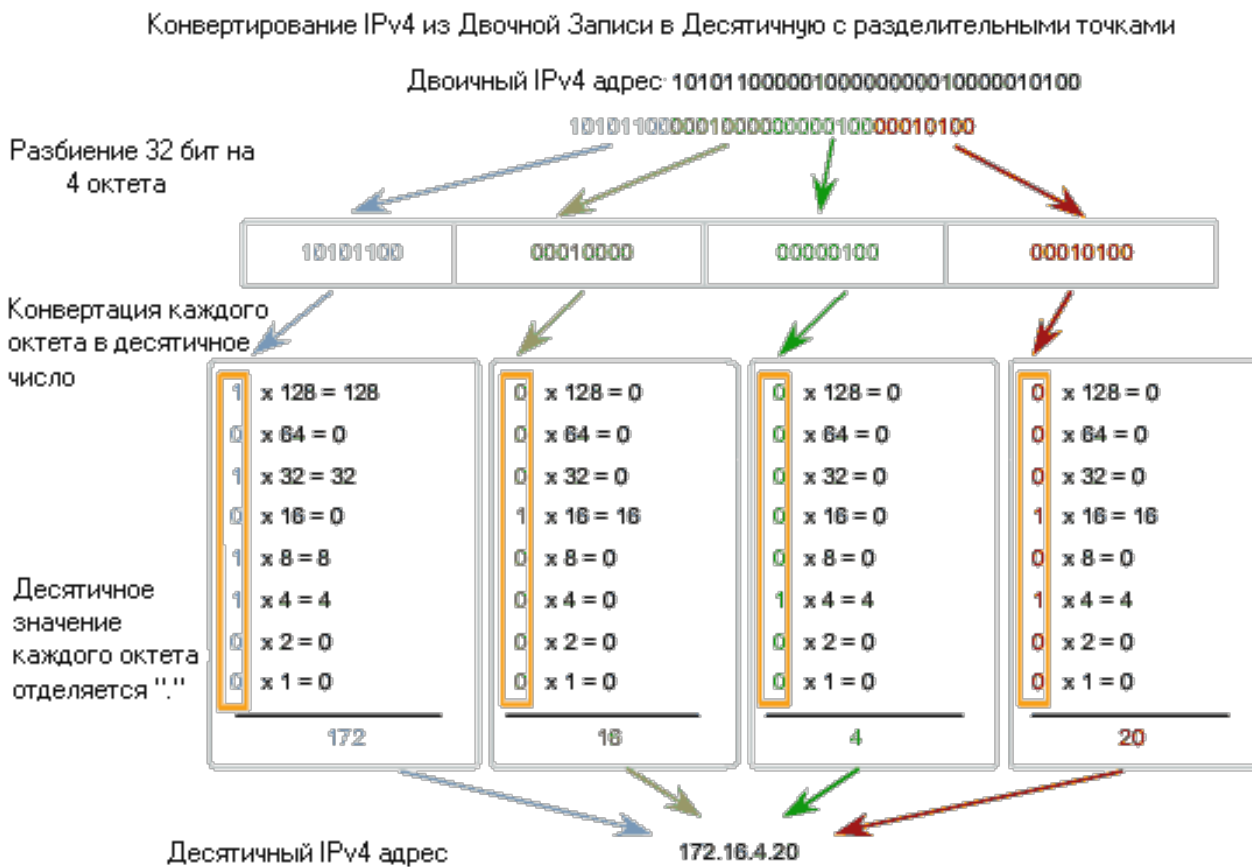 Конвертирование IPv4 из Двочной Записи в Десятичную с разделительными точками
Двоичный IPv4 адрес 10101100000100000000010000010100
10101100000100000000010000010100
Разбиение 32 бит на
4 октета
10101100 00010000 00000100 00010100
Конвертация каждого
октета в десятичное
число
1 x 128 = 128
0 x 64 = 0
1 x 32 = 32
0 x 16 = 0
1 x 8 = 8
1 x 4 = 4
0 x 2 = 0
0 x 1 = 0
172
0 x 128 = 0
0 x 64 = 0
0 x 32 = 0
1 x 16 = 16
0 x 8 = 0
0 x 4 = 0
0 x 2 = 0
0 x 1 = 0
16
0 x 128 = 0
0 x 64 = 0
0 x 32 = 0
0 x 16 = 0
0 x 8 = 0
1 x 4 = 4
0 x 2 = 0
0 x 1 = 0
4
0 x 128 = 0
0 x 64 = 0
0 x 32 = 0
1 x 16 = 16
0 x 8 = 0
1 x 4 = 4
0 x 2 = 0
0 x 1 = 0
20
Десятичное
значение
каждого октета
отделяется "."
Десятичный IPv4 адрес 172.16.4.20